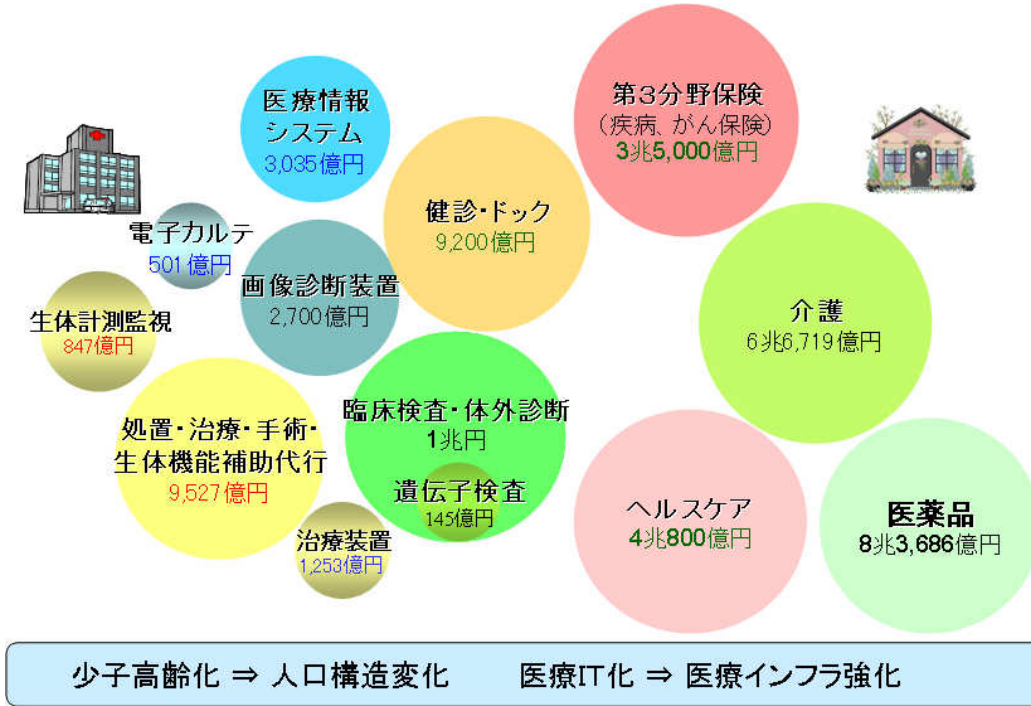 医療情報
システム
3,035億円
第3分野保険
(疾病、がん保険)
3兆5,000億円
健診・ドック
9,200億円
電子カルテ
501億円
画像診断装置
2,700億円
生体計測監視
847億円
介護
6兆6,719億円
処置・治療・手術・
生体機能補助代行
9,527億円
臨床検査・体外診断
1兆円
遺伝子検査
145億円
治療装置
1,253億円
ヘルスケア
4兆800億円
医薬品
8兆3,686億円
少子高齢化 ⇒ 人口構造変化 医療IT化 ⇒ 医療インフラ強化